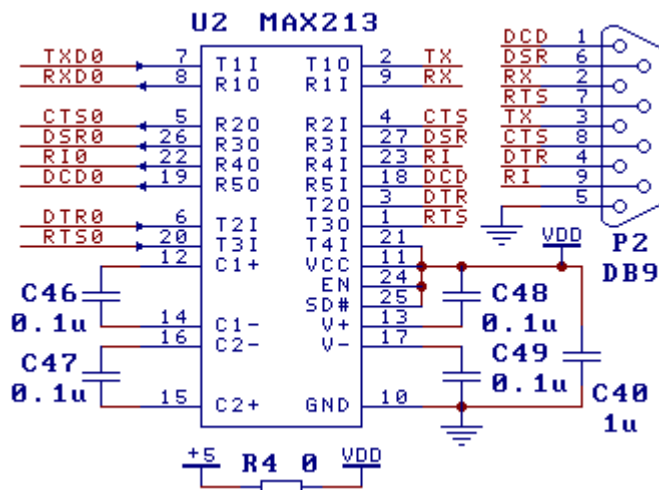 U2 MAX213
TXD0 7 T1I T1O 2 TX
RXD0 8 R1O R1I 9 RX
CTS0 5 R2O R2I 4 CTS
DSR0 26 R3O R3I 27 DSR
RI0 22 R4O R4I 23 RI
DCD0 19 R5O R5I 18 DCD
T2O 3 DTR
DTR0 6 T2I T3O 1 RTS
RTS0 20 T3I T4I 21
12 C1+ VCC 11
EN 24
SD# 25
C46
0.1u
14 C1- V+ 13
16 C2- V- 17
C47
0.1u
15 C2+ GND 10
C48
0.1u
C49
0.1u
C40
1u
DCD 1
DSR 6
RX 2
RTS 7
TX 3
CTS 8
DTR 4
RI 9
5
VDD
P2
DB9
+5 R4 0 VDD